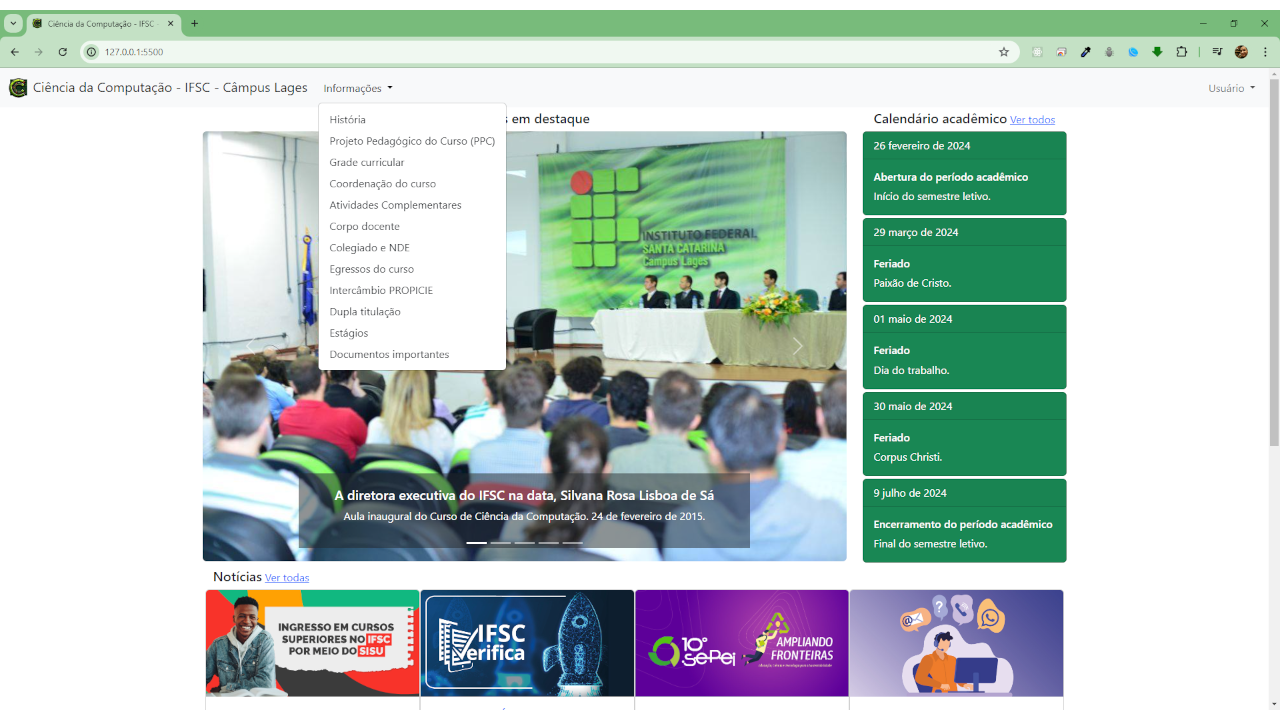 Ciência da Computação - IFSC -
127.0.0.1:5500
Ciência da Computação - IFSC - Câmpus Lages
Informações
Usuário
História
Projeto Pedagógico do Curso (PPC)
Grade curricular
Coordenação do curso
Atividades Complementares
Corpo docente
Colegiado e NDE
Egressos do curso
Intercâmbio PROPICIE
Dupla titulação
Estágios
Documentos importantes
em destaque
INSTITUTO FEDERAL
SANTA CATARINA
Campus Lages
A diretora executiva do IFSC na data, Silvana Rosa Lisboa de Sá
Aula inaugural do Curso de Ciência da Computação. 24 de fevereiro de 2015.
Calendário acadêmico Ver todos
26 fevereiro de 2024
Abertura do período acadêmico
Início do semestre letivo.
29 março de 2024
Feriado
Paixão de Cristo.
01 maio de 2024
Feriado
Dia do trabalho.
30 maio de 2024
Feriado
Corpus Christi.
9 julho de 2024
Encerramento do período acadêmico
Final do semestre letivo.
Notícias Ver todas
INGRESSO EM CURSOS
SUPERIORES NO IFSC
POR MEIO DO SISU
IFSC
Verifica
10º
SePei
AMPLIANDO
FRONTEIRAS